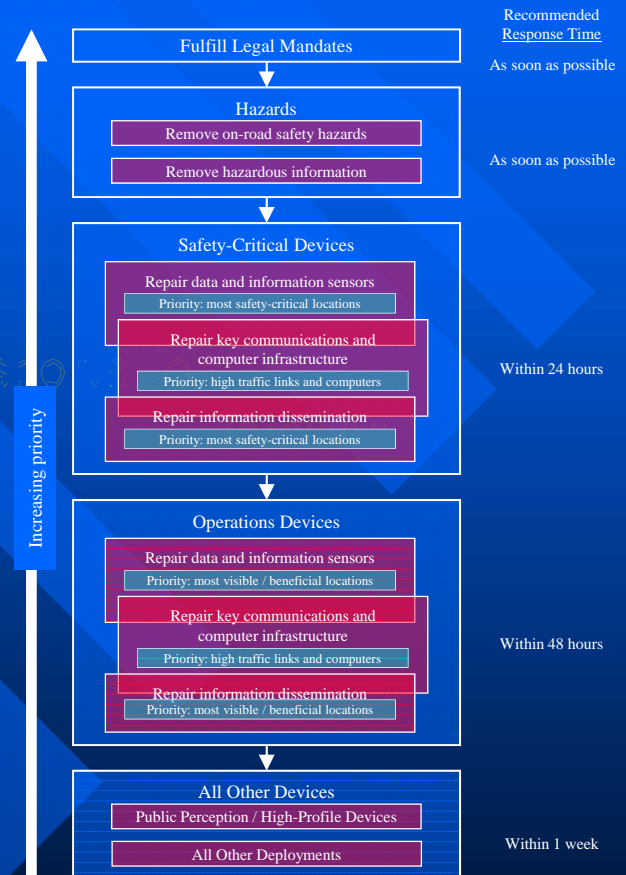 Recommended
Response Time
Fulfill Legal Mandates
As soon as possible
Hazards
Remove on-road safety hazards
Remove hazardous information
As soon as possible
Safety-Critical Devices
Repair data and information sensors
Priority: most safety-critical locations
Repair key communications and
computer infrastructure
Priority: high traffic links and computers
Repair information dissemination
Priority: most safety-critical locations
Within 24 hours
Increasing priority
Operations Devices
Repair data and information sensors
Priority: most visible / beneficial locations
Repair key communications and
computer infrastructure
Priority: high traffic links and computers
Repair information dissemination
Priority: most visible / beneficial locations
Within 48 hours
All Other Devices
Public Perception / High-Profile Devices
All Other Deployments
Within 1 week